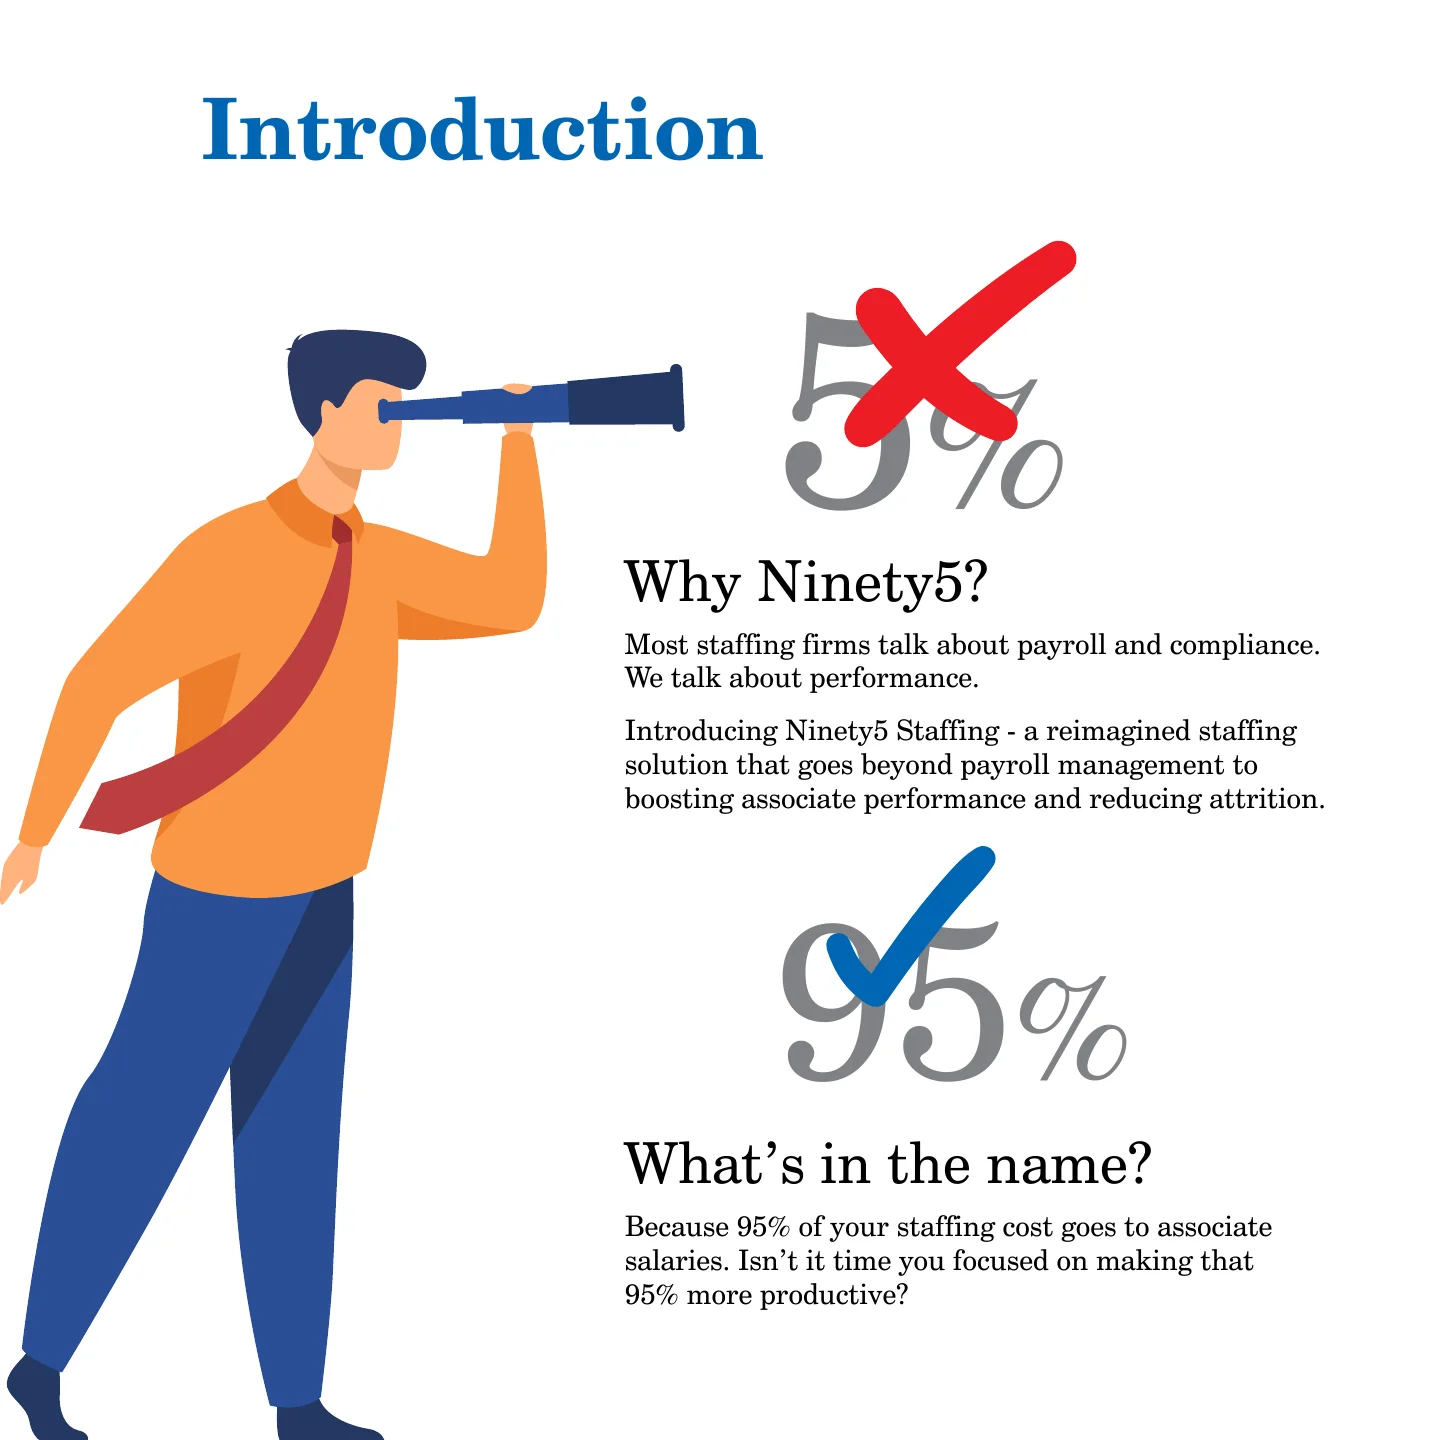 Introduction
5%
Why Ninety5?
Most staffing firms talk about payroll and compliance.
We talk about performance.
Introducing Ninety5 Staffing - a reimagined staffing
solution that goes beyond payroll management to
boosting associate performance and reducing attrition.
95%
What’s in the name?
Because 95% of your staffing cost goes to associate
salaries. Isn’t it time you focused on making that
95% more productive?